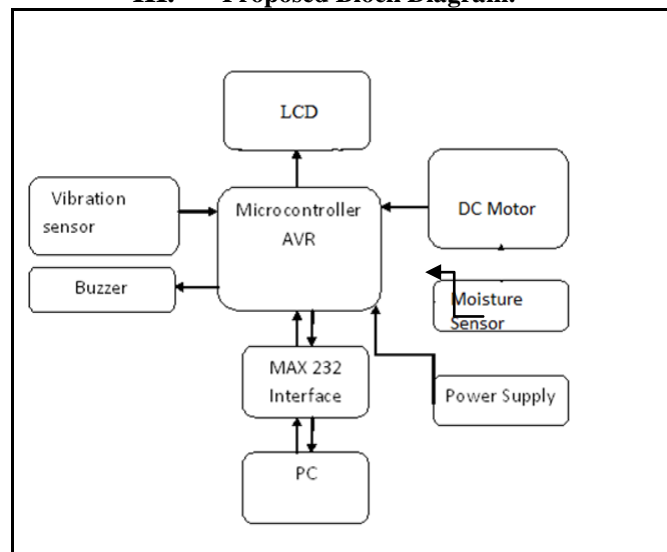 III. Proposed Block Diagram:
LCD
Vibration
sensor
Microcontroller
AVR
DC Motor
Buzzer
Moisture
Sensor
MAX 232
Interface
Power Supply
PC